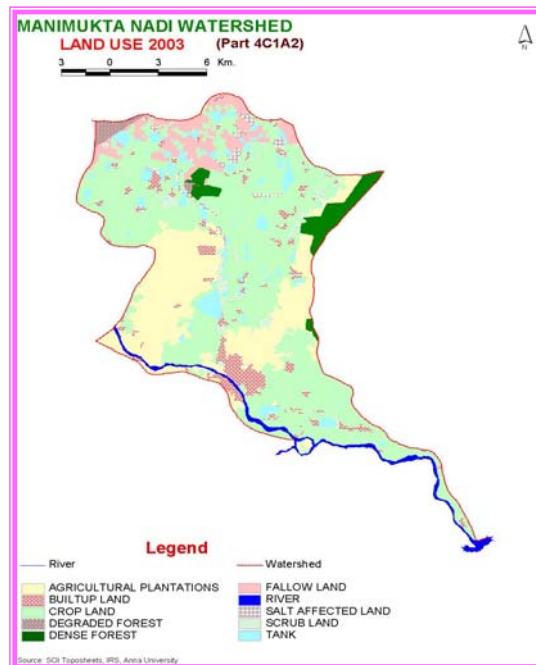 MANIMUKTA NADI WATERSHED
LAND USE 2003 (Part 4C1A2)
N
3 0 3 6 Km.
Legend
River
Watershed
AGRICULTURAL PLANTATIONS
BUILTUP LAND
CROP LAND
DEGRADED FOREST
DENSE FOREST
FALLOW LAND
RIVER
SALT AFFECTED LAND
SCRUB LAND
TANK
Source: SOI Toposheets, IRS, Anna University